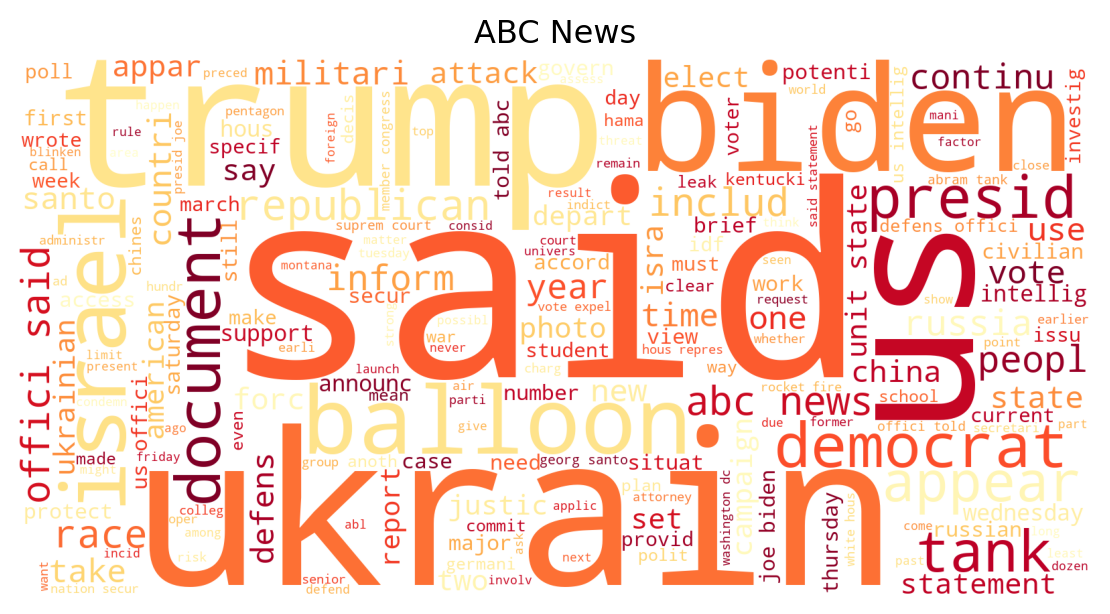 ABC News
poll
appar
preced
militari
attack
govern
elect
potenti
world
continu
first
wrote
call
week
blinken
rule
pentagon
hous
specif
say
decis
foreign
top
member congress
told abc
day
hama
threat
remain
voter
go
us intellig
mani
factor
investig
close
trump
biden
presid joe
countri
santo
march
republican
suprem court
consid
result
indict
depart
includ
leak
kentucki
brief
said statement
abram tank
presid
defens offici
use
administr
israel
chines
document
still
montana
matter
tuesday
inform
secur
said
court
univers
accord
isra
idf
must
clear
seen
work
request
unit state
us
civilian
vote
intellig
offici said
ad
access
hundr
american
saturday
make
support
earli
war
strong
possibl
never
year
vote expel
photo
student
time
view
hous repres
way
one
whether
russia
show
point
earlier
issu
peopl
ukrainian
limit
present
made
might
us offici
ago
friday
even
forc
launch
announc
mean
charg
air
parti
give
balloon
number
new
abc news
rocket fire
due
former
china
school
current
state
offici told
secretari
part
democrat
race
protect
colleg
incid
oper
among
risk
want
take
nation secur
defens
group
abl
senior
defend
report
anoth
case
need
georg santo
situat
campaign
justic
commit
major
germani
two
involv
ask
next
applic
plan
attorney
set
provid
polit
washington dc
joe biden
thursday
white hous
ukrain
appear
wednesday
russian
come
past
tank
least
dozen
statement